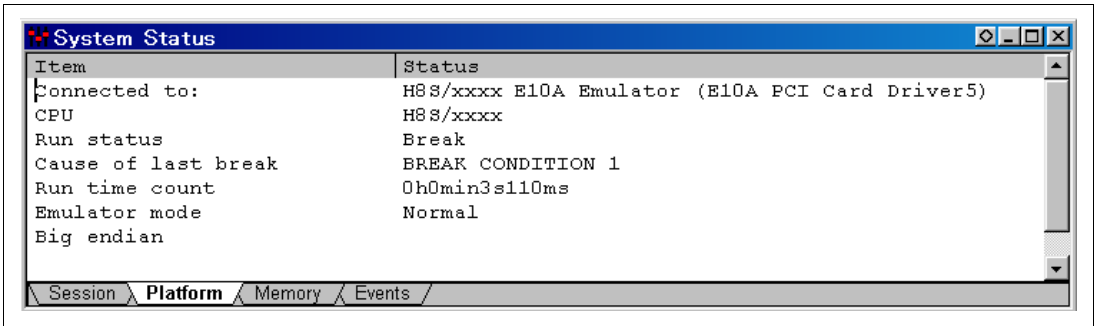 System Status
Item Status
Connected to: H8S/xxxx E10A Emulator (E10A PCI Card Driver5)
CPU H8S/xxxx
Run status Break
Cause of last break BREAK CONDITION 1
Run time count 0h0min3s110ms
Emulator mode Normal
Big endian
Session Platform Memory Events